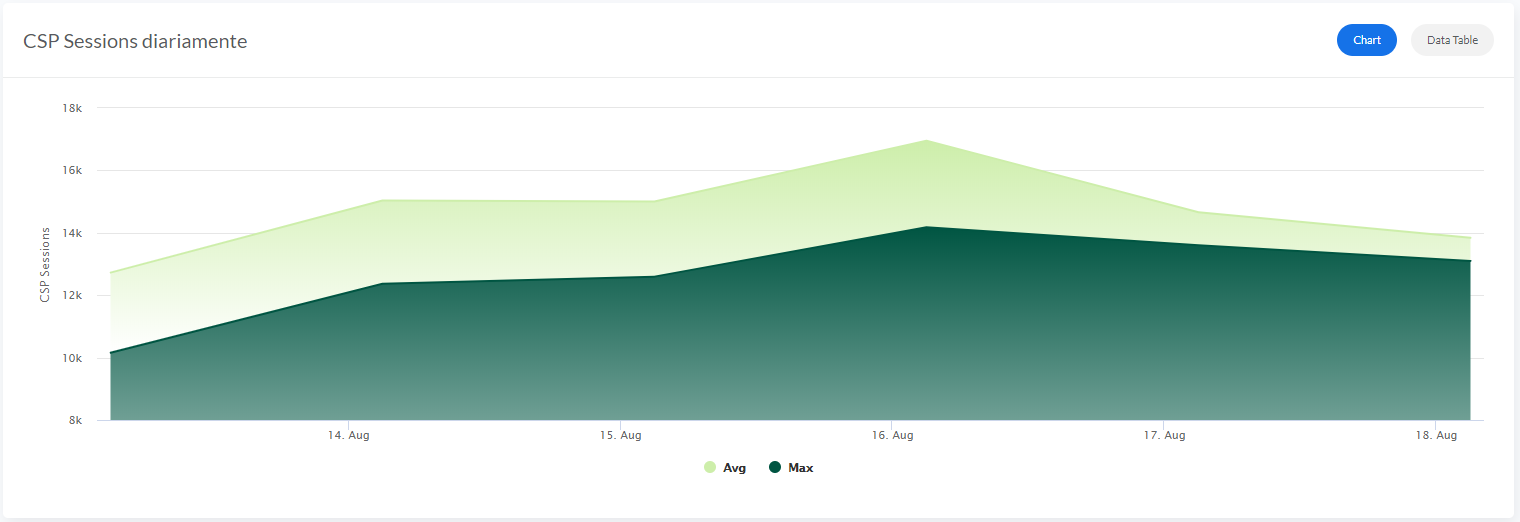 CSP Sessions diariamente
Chart
Data Table
18k
16k
14k
12k
10k
8k
CSP Sessions
14. Aug
15. Aug
16. Aug
17. Aug
18. Aug
Avg
Max